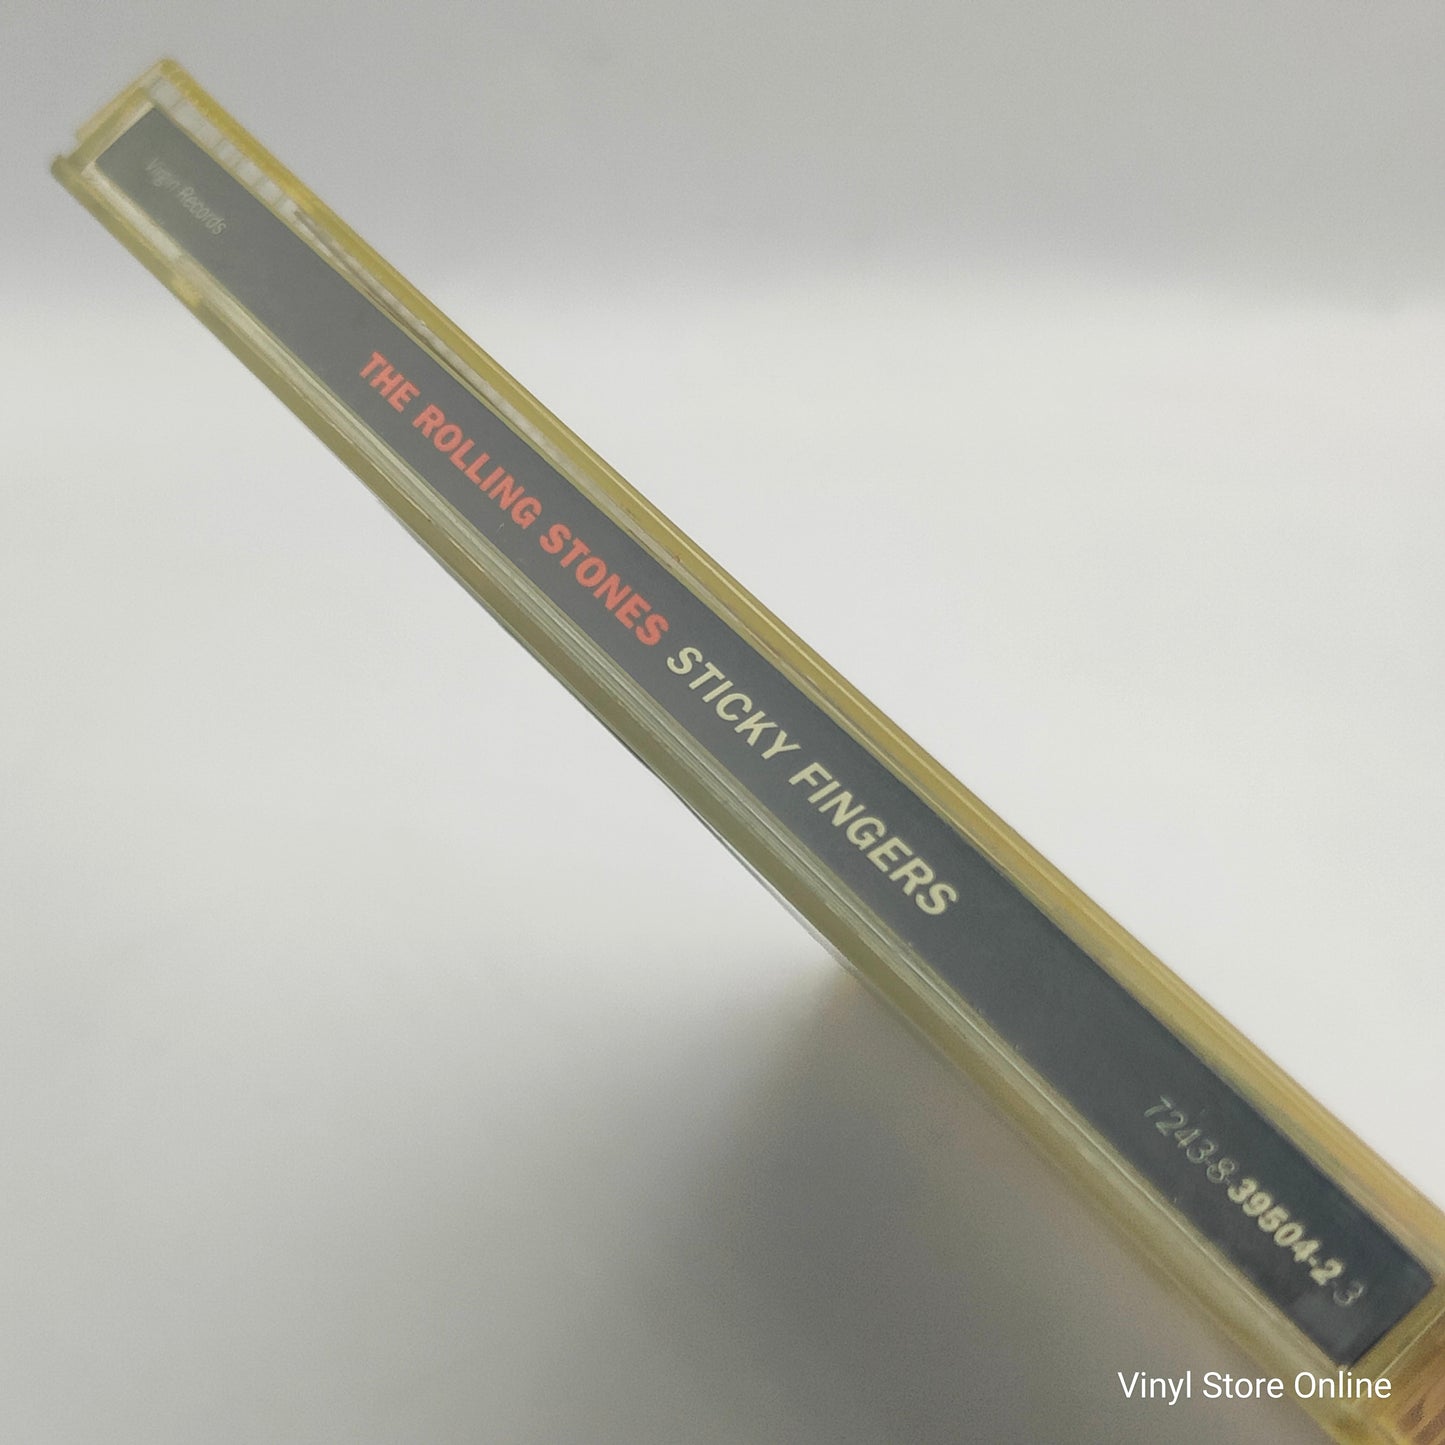 Virgin Records
THE ROLLING STONES STICKY FINGERS
7243-8-39504-2-3
Vinyl Store Online